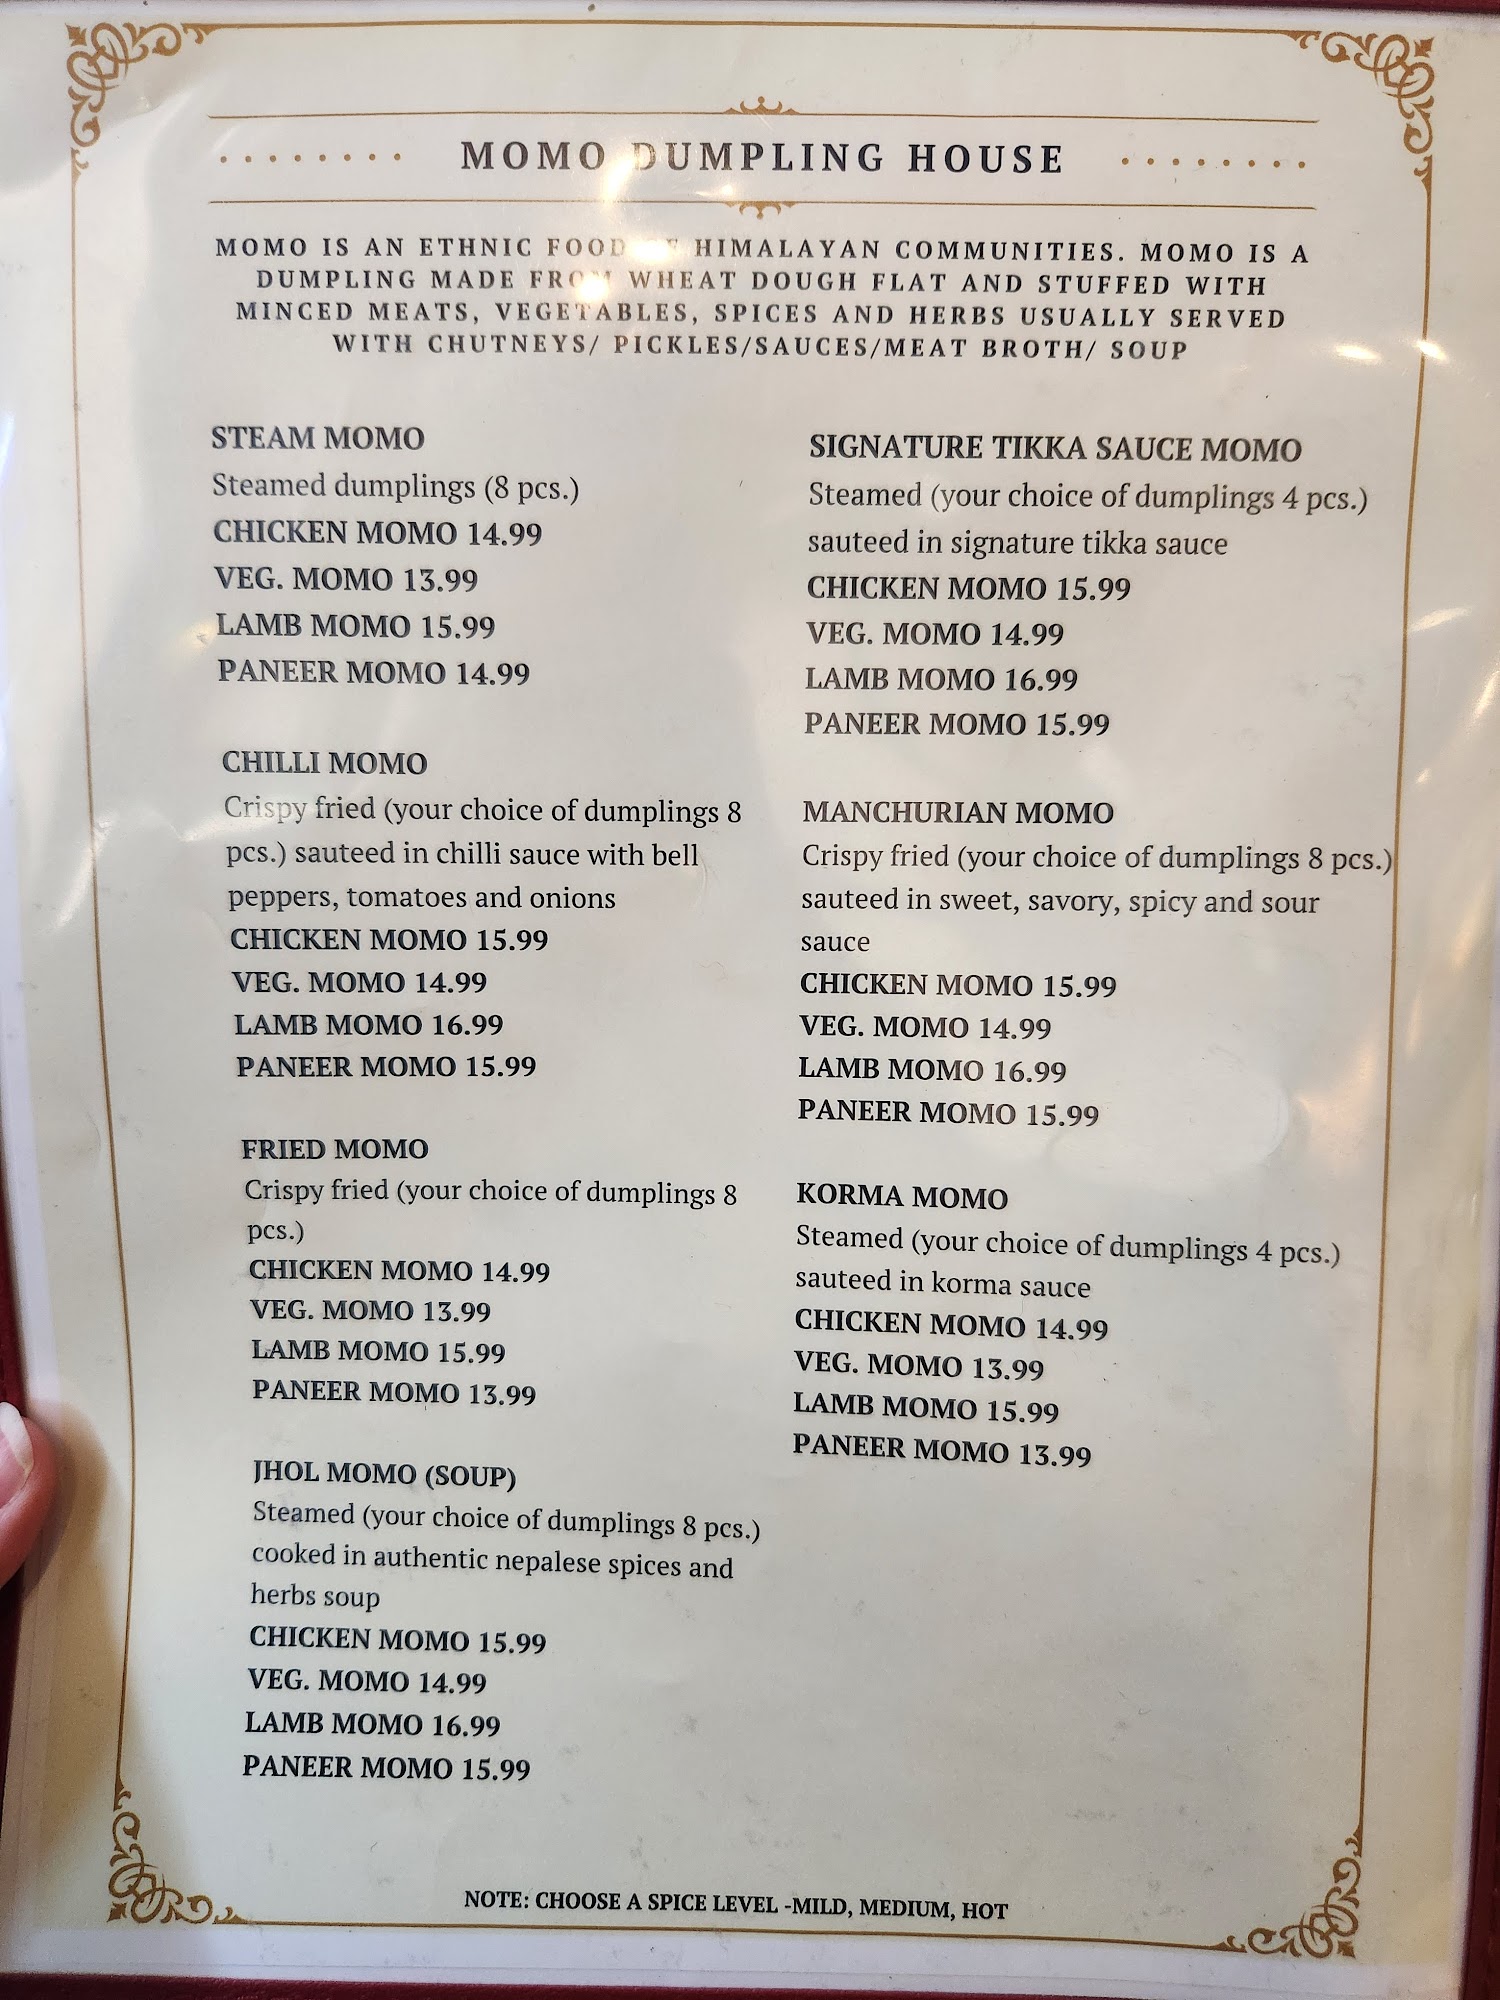 MOMO DUMPLING HOUSE
MOMO IS AN ETHNIC FOOD OF HIMALAYAN COMMUNITIES. MOMO IS A
DUMPLING MADE FROM WHEAT DOUGH FLAT AND STUFFED WITH
MINCED MEATS, VEGETABLES, SPICES AND HERBS USUALLY SERVED
WITH CHUTNEYS/ PICKLES/SAUCES/MEAT BROTH/ SOUP
STEAM MOMO
Steamed dumplings (8 pcs.)
CHICKEN MOMO 14.99
VEG. MOMO 13.99
LAMB MOMO 15.99
PANEER MOMO 14.99
CHILLI MOMO
Crispy fried (your choice of dumplings 8
pcs.) sauteed in chilli sauce with bell
peppers, tomatoes and onions
CHICKEN MOMO 15.99
VEG. MOMO 14.99
LAMB MOMO 16.99
PANEER MOMO 15.99
FRIED MOMO
Crispy fried (your choice of dumplings 8
pcs.)
CHICKEN MOMO 14.99
VEG. MOMO 13.99
LAMB MOMO 15.99
PANEER MOMO 13.99
JHOL MOMO (SOUP)
Steamed (your choice of dumplings 8 pcs.)
cooked in authentic nepalese spices and
herbs soup
CHICKEN MOMO 15.99
VEG. MOMO 14.99
LAMB MOMO 16.99
PANEER MOMO 15.99
SIGNATURE TIKKA SAUCE MOMO
Steamed (your choice of dumplings 4 pcs.)
sauteed in signature tikka sauce
CHICKEN MOMO 15.99
VEG. MOMO 14.99
LAMB MOMO 16.99
PANEER MOMO 15.99
MANCHURIAN MOMO
Crispy fried (your choice of dumplings 8 pcs.)
sauteed in sweet, savory, spicy and sour
sauce
CHICKEN MOMO 15.99
VEG. MOMO 14.99
LAMB MOMO 16.99
PANEER MOMO 15.99
KORMA MOMO
Steamed (your choice of dumplings 4 pcs.)
sauteed in korma sauce
CHICKEN MOMO 14.99
VEG. MOMO 13.99
LAMB MOMO 15.99
PANEER MOMO 13.99
NOTE: CHOOSE A SPICE LEVEL -MILD, MEDIUM, HOT